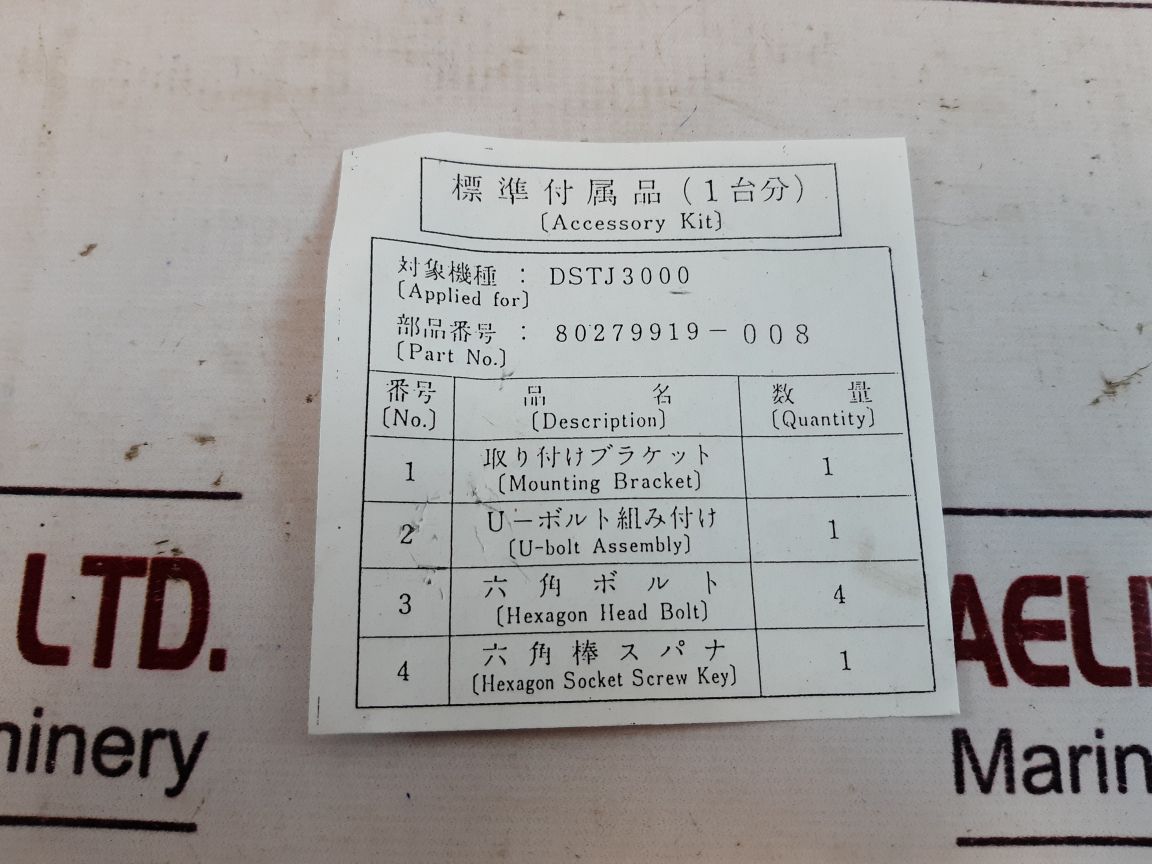 標準付属品(1台分)
〔Accessory Kit〕
対象機種 : DSTJ3000
〔Applied for〕
部品番号 : 80279919-008
〔Part No.〕
番号 品名 数量
〔No.〕 〔Description〕 〔Quantity〕
1 取り付けブラケット 1
〔Mounting Bracket〕
2 U-ボルト組み付け 1
〔U-bolt Assembly〕
3 六角ボルト 4
〔Hexagon Head Bolt〕
4 六角棒スパナ 1
〔Hexagon Socket Screw Key〕
LTD. AELI
hinery Marin